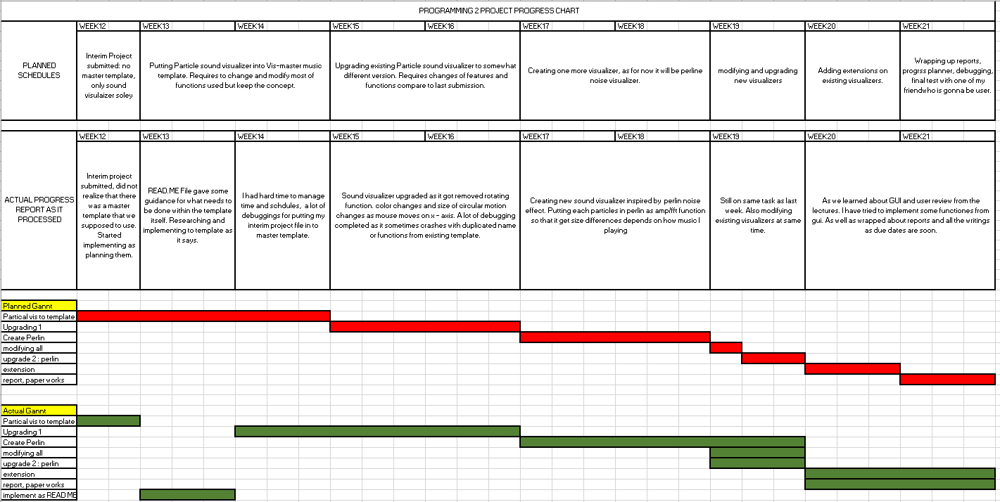 PROGRAMMING 2 PROJECT PROGRESS CHART
WEEK12 WEEK13 WEEK14 WEEK15 WEEK16 WEEK17 WEEK18 WEEK19 WEEK20 WEEK21
PLANNED
SCHEDULES
Interim Project
submitted: no
master template,
only sound
visulaizer soley
Putting Particle sound visualizer into Vis-master music
template. Requires to change and modify most of
functions used but keep the concept.
Upgrading existing Particle sound visualizer to somewhat
different version. Requires changes of features and
functions compare to last submission.
Creating one more visualizer, as for now it will be perline
noise visualizer.
modifying and upgrading
new visualizers
Adding extensions on
existing visualizers.
Wrapping up reports,
progrss planner, debugging,
final test with one of my
friendwho is gonna be user.
WEEK12 WEEK13 WEEK14 WEEK15 WEEK16 WEEK17 WEEK18 WEEK19 WEEK20 WEEK21
ACTUAL PROGRESS
REPORT AS IT
PROCESSED
Interim project
submitted, did not
realize that there
was a master
template that we
supposed to use.
Started
implementing as
planning them.
READ.ME File gave some
guidance for what needs to
be done within the template
itself. Researching and
implementing to template as
it says.
I had hard time to manage
time and schdules, a lot of
debuggings for putting my
interim project file in to
master template.
Sound visualizer upgraded as it got removed rotating
function. color changes and size of circular motion
changes as mouse moves on x - axis. A lot of debugging
completed as it sometimes crashes with duplicated name
or functions from existing template.
Creating new sound visualizer inspired by perlin noise
effect. Putting each particles in perlin as amp/fft function
so that it get size differences depends on how music I
playing
Still on same task as last
week. Also modifying
existing visualizers at same
time.
As we learned about GUI and user review from the
lectures. I have tried to implement some functiones from
gui. As well as wrapped about reports and all the writings
as due dates are soon.
Planned Gannt
Partical vis to template
Upgrading 1
Create Perlin
modifying all
upgrade 2 : perlin
extension
report, paper works
Actual Gannt
Partical vis to template
Upgrading 1
Create Perlin
modifying all
upgrade 2 : perlin
extension
report, paper works
implement as READ ME